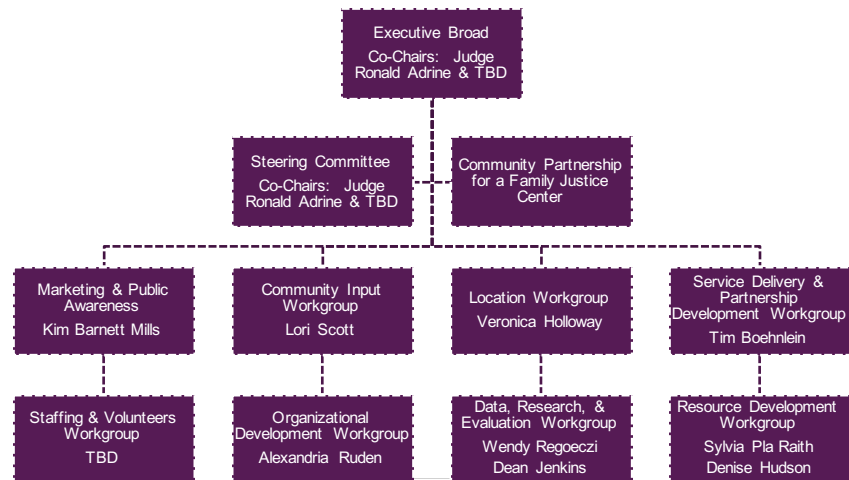 Executive Broad
Co-Chairs: Judge
Ronald Adrine & TBD
Steering Committee
Co-Chairs: Judge
Ronald Adrine & TBD
Community Partnership
for a Family Justice
Center
Marketing & Public
Awareness
Kim Barnett Mills
Community Input
Workgroup
Lori Scott
Location Workgroup
Veronica Holloway
Service Delivery &
Partnership
Development Workgroup
Tim Boehnlein
Staffing & Volunteers
Workgroup
TBD
Organizational
Development Workgroup
Alexandria Ruden
Data, Research, &
Evaluation Workgroup
Wendy Regoeczi
Dean Jenkins
Resource Development
Workgroup
Sylvia Pla Raith
Denise Hudson